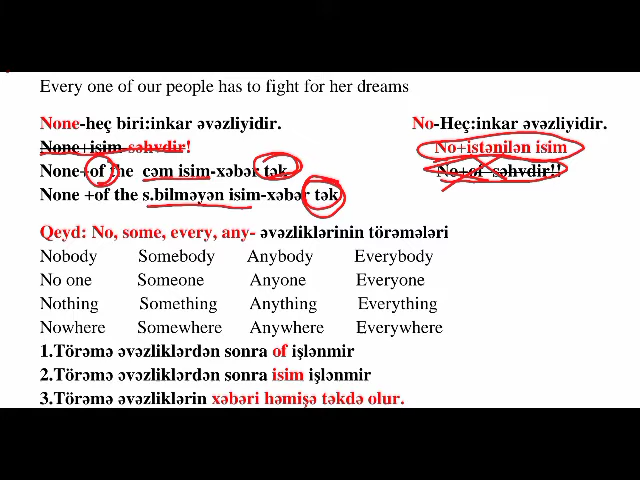 Every one of our people has to fight for her dreams
None-heç biri:inkar əvəzliyidir.
No-Heç:inkar əvəzliyidir.
None+isim səhvdir!
No+istənilən isim
None+of the cəm isim-xəbər tək
No+of səhvdir!!
None +of the s.bilməyən isim-xəbər tək
Qeyd: No, some, every, any- əvəzliklərinin törəmələri
Nobody Somebody Anybody Everybody
No one Someone Anyone Everyone
Nothing Something Anything Everything
Nowhere Somewhere Anywhere Everywhere
1.Törəmə əvəzliklərdən sonra of işlənmir
2.Törəmə əvəzliklərdən sonra isim işlənmir
3.Törəmə əvəzliklərin xəbəri həmişə təkdə olur.